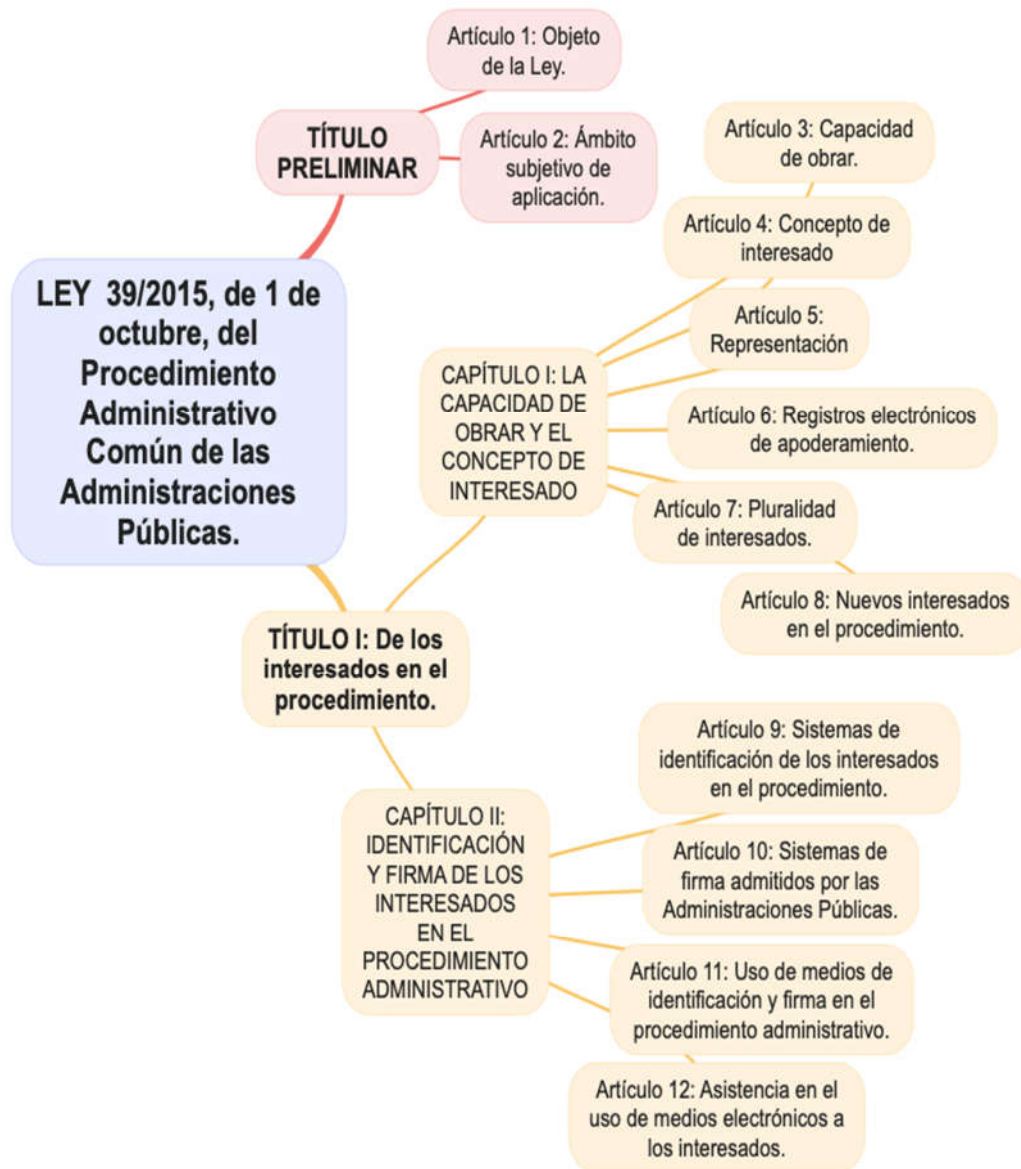 LEY 39/2015, de 1 de
octubre, del
Procedimiento
Administrativo
Común de las
Administraciones
Públicas.
TÍTULO
PRELIMINAR
Artículo 1: Objeto
de la Ley.
Artículo 2: Ámbito
subjetivo de
aplicación.
TÍTULO I: De los
interesados en el
procedimiento.
CAPÍTULO I: LA
CAPACIDAD DE
OBRAR Y EL
CONCEPTO DE
INTERESADO
Artículo 3: Capacidad
de obrar.
Artículo 4: Concepto de
interesado
Artículo 5:
Representación
Artículo 6: Registros electrónicos
de apoderamiento.
Artículo 7: Pluralidad
de interesados.
Artículo 8: Nuevos interesados
en el procedimiento.
CAPÍTULO II:
IDENTIFICACIÓN
Y FIRMA DE LOS
INTERESADOS
EN EL
PROCEDIMIENTO
ADMINISTRATIVO
Artículo 9: Sistemas de
identificación de los interesados
en el procedimiento.
Artículo 10: Sistemas de
firma admitidos por las
Administraciones Públicas.
Artículo 11: Uso de medios de
identificación y firma en el
procedimiento administrativo.
Artículo 12: Asistencia en el
uso de medios electrónicos a
los interesados.